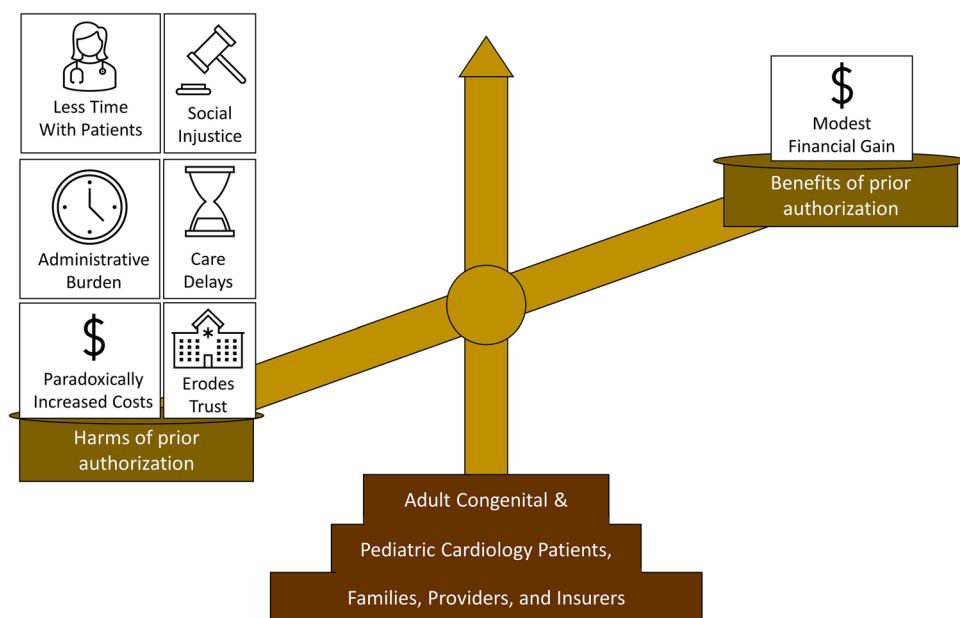 Less Time
With Patients
Social
Injustice
Administrative
Burden
Care
Delays
$
Paradoxically
Increased Costs
Erodes
Trust
Harms of prior
authorization
$
Modest
Financial Gain
Benefits of prior
authorization
Adult Congenital &
Pediatric Cardiology Patients,
Families, Providers, and Insurers